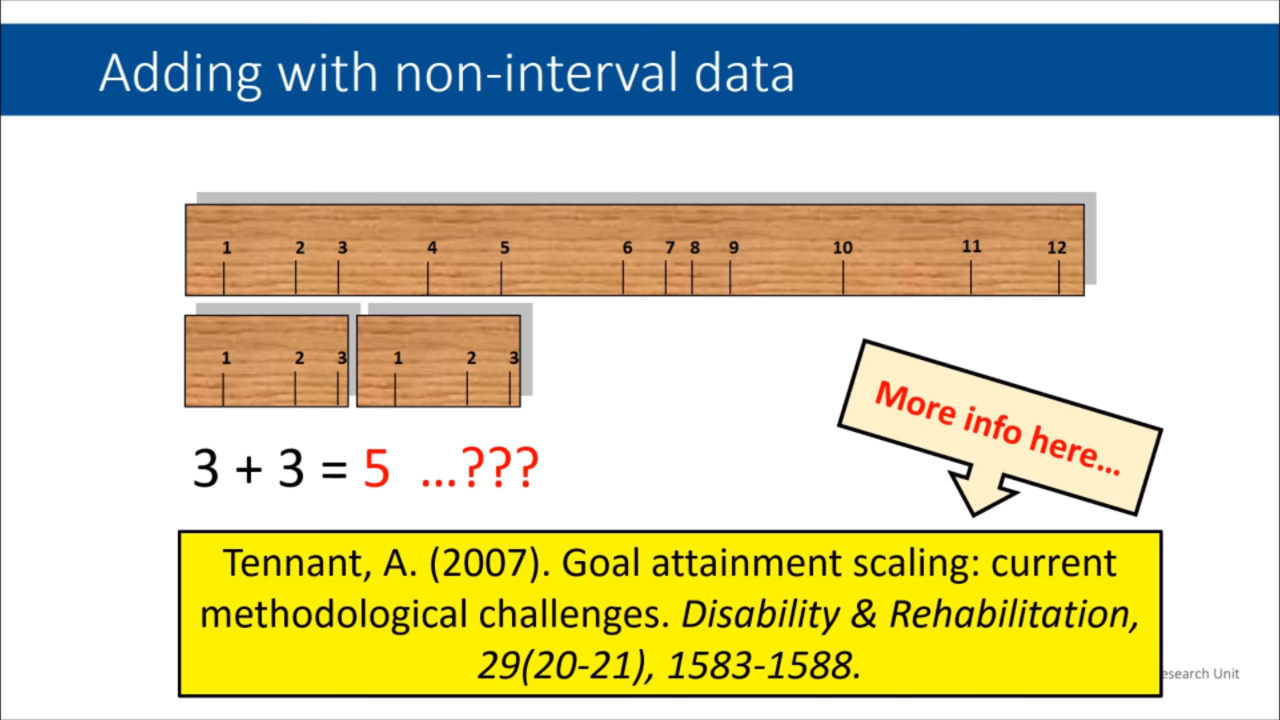 Adding with non-interval data
1 2 3 4 5 6 7 8 9 10 11 12
1 2 3 1 2 3
3 + 3 = 5 ...???
More info here...
Tennant, A. (2007). Goal attainment scaling: current
methodological challenges. Disability & Rehabilitation,
29(20-21), 1583-1588.
Unit